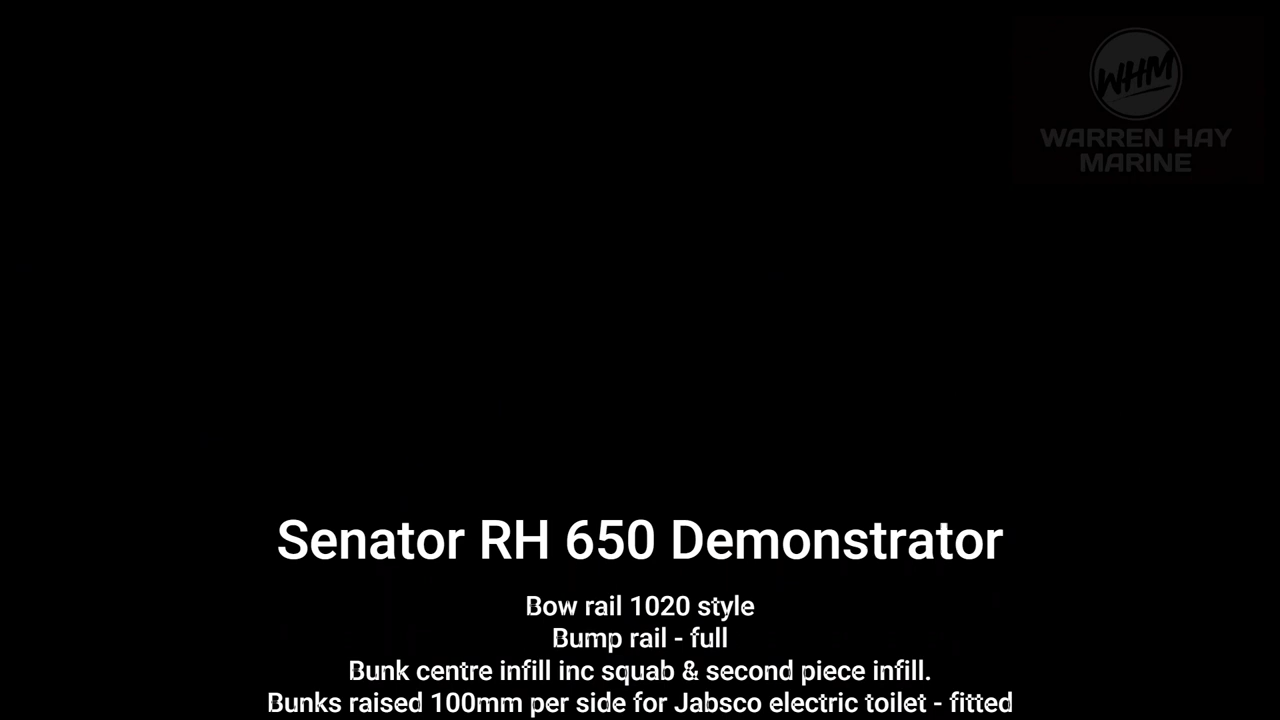 WHM
WARREN HAY
MARINE
Senator RH 650 Demonstrator
Bow rail 1020 style
Bump rail - full
Bunk centre infill inc squab & second piece infill.
Bunks raised 100mm per side for Jabsco electric toilet - fitted